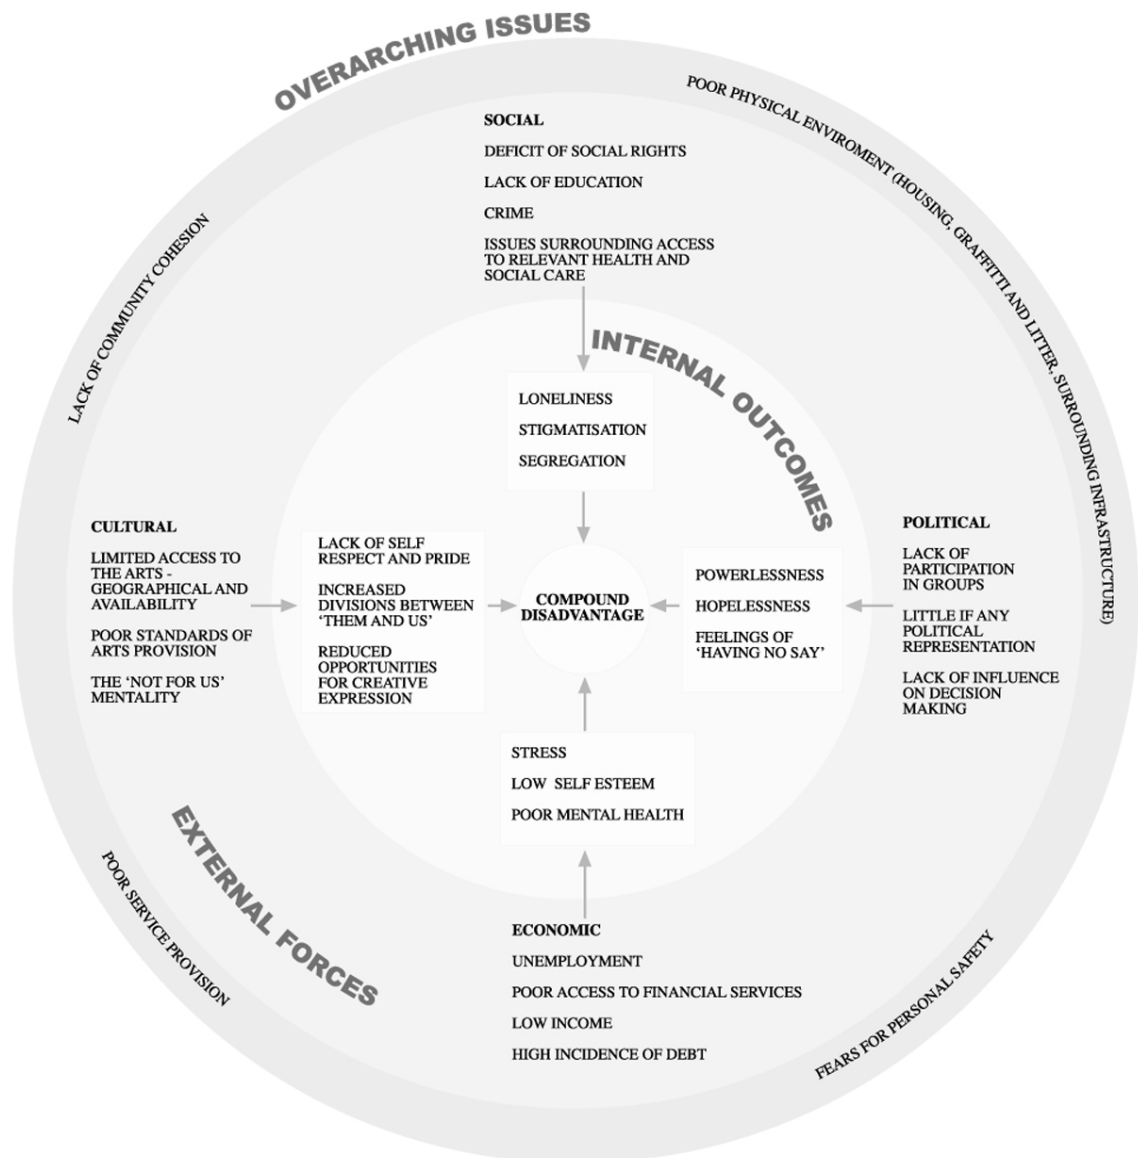 OVERARCHING ISSUES
POOR PHYSICAL ENVIROMENT (HOUSING, GRAFFITTI AND LITTER, SURROUNDING INFRASTRUCTURE)
LACK OF COMMUNITY COHESION
SOCIAL
DEFICIT OF SOCIAL RIGHTS
LACK OF EDUCATION
CRIME
ISSUES SURROUNDING ACCESS
TO RELEVANT HEALTH AND
SOCIAL CARE
INTERNAL OUTCOMES
LONELINESS
STIGMATISATION
SEGREGATION
CULTURAL
LIMITED ACCESS TO
THE ARTS -
GEOGRAPHICAL AND
AVAILABILITY
POOR STANDARDS OF
ARTS PROVISION
THE ‘NOT FOR US’
MENTALITY
LACK OF SELF
RESPECT AND PRIDE
INCREASED
DIVISIONS BETWEEN
‘THEM AND US’
REDUCED
OPPORTUNITIES
FOR CREATIVE
EXPRESSION
COMPOUND
DISADVANTAGE
POWERLESSNESS
HOPELESSNESS
FEELINGS OF
‘HAVING NO SAY’
POLITICAL
LACK OF
PARTICIPATION
IN GROUPS
LITTLE IF ANY
POLITICAL
REPRESENTATION
LACK OF INFLUENCE
ON DECISION
MAKING
STRESS
LOW SELF ESTEEM
POOR MENTAL HEALTH
EXTERNAL FORCES
POOR SERVICE PROVISION
ECONOMIC
UNEMPLOYMENT
POOR ACCESS TO FINANCIAL SERVICES
LOW INCOME
HIGH INCIDENCE OF DEBT
FEARS FOR PERSONAL SAFETY